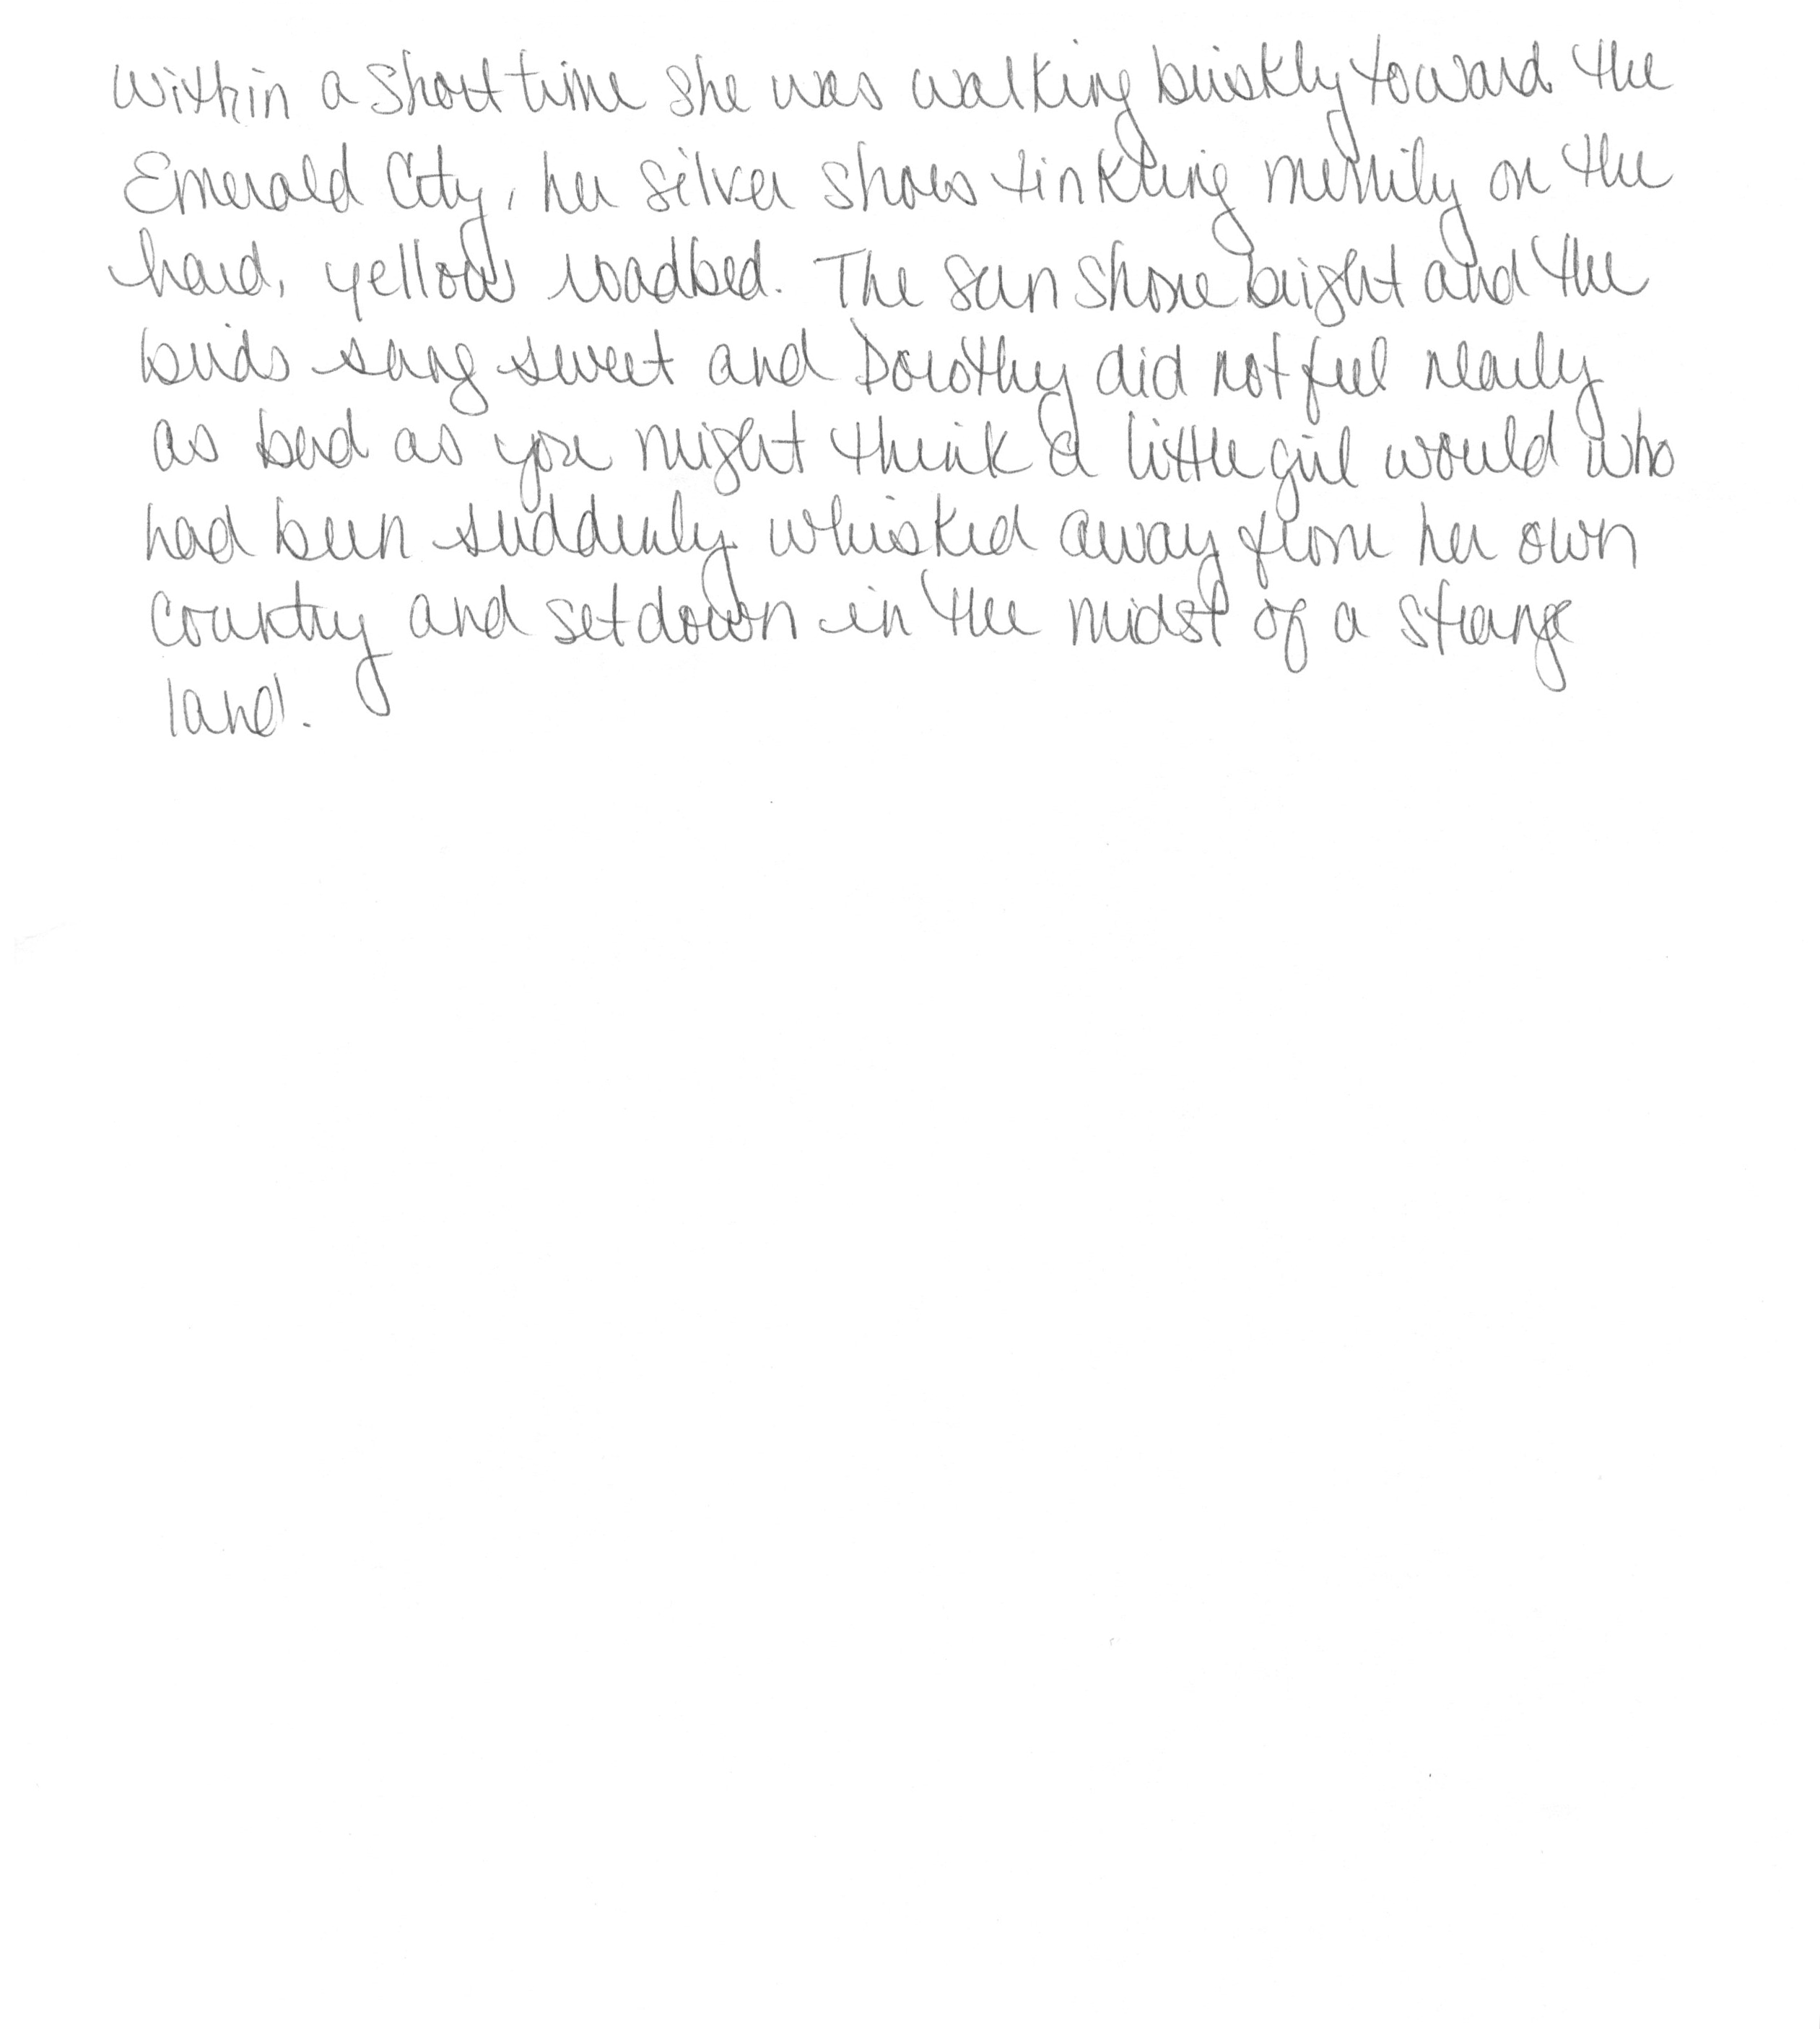 Within a short time she was walking briskly toward the
Emerald City, her silver shoes tinkling merrily on the
hard, yellow roadbed. The sun shone bright and the
birds sang sweet and Dorothy did not feel nearly
as bad as you might think a little girl would who
had been suddenly whisked away from her own
country and set down in the midst of a strange
land.